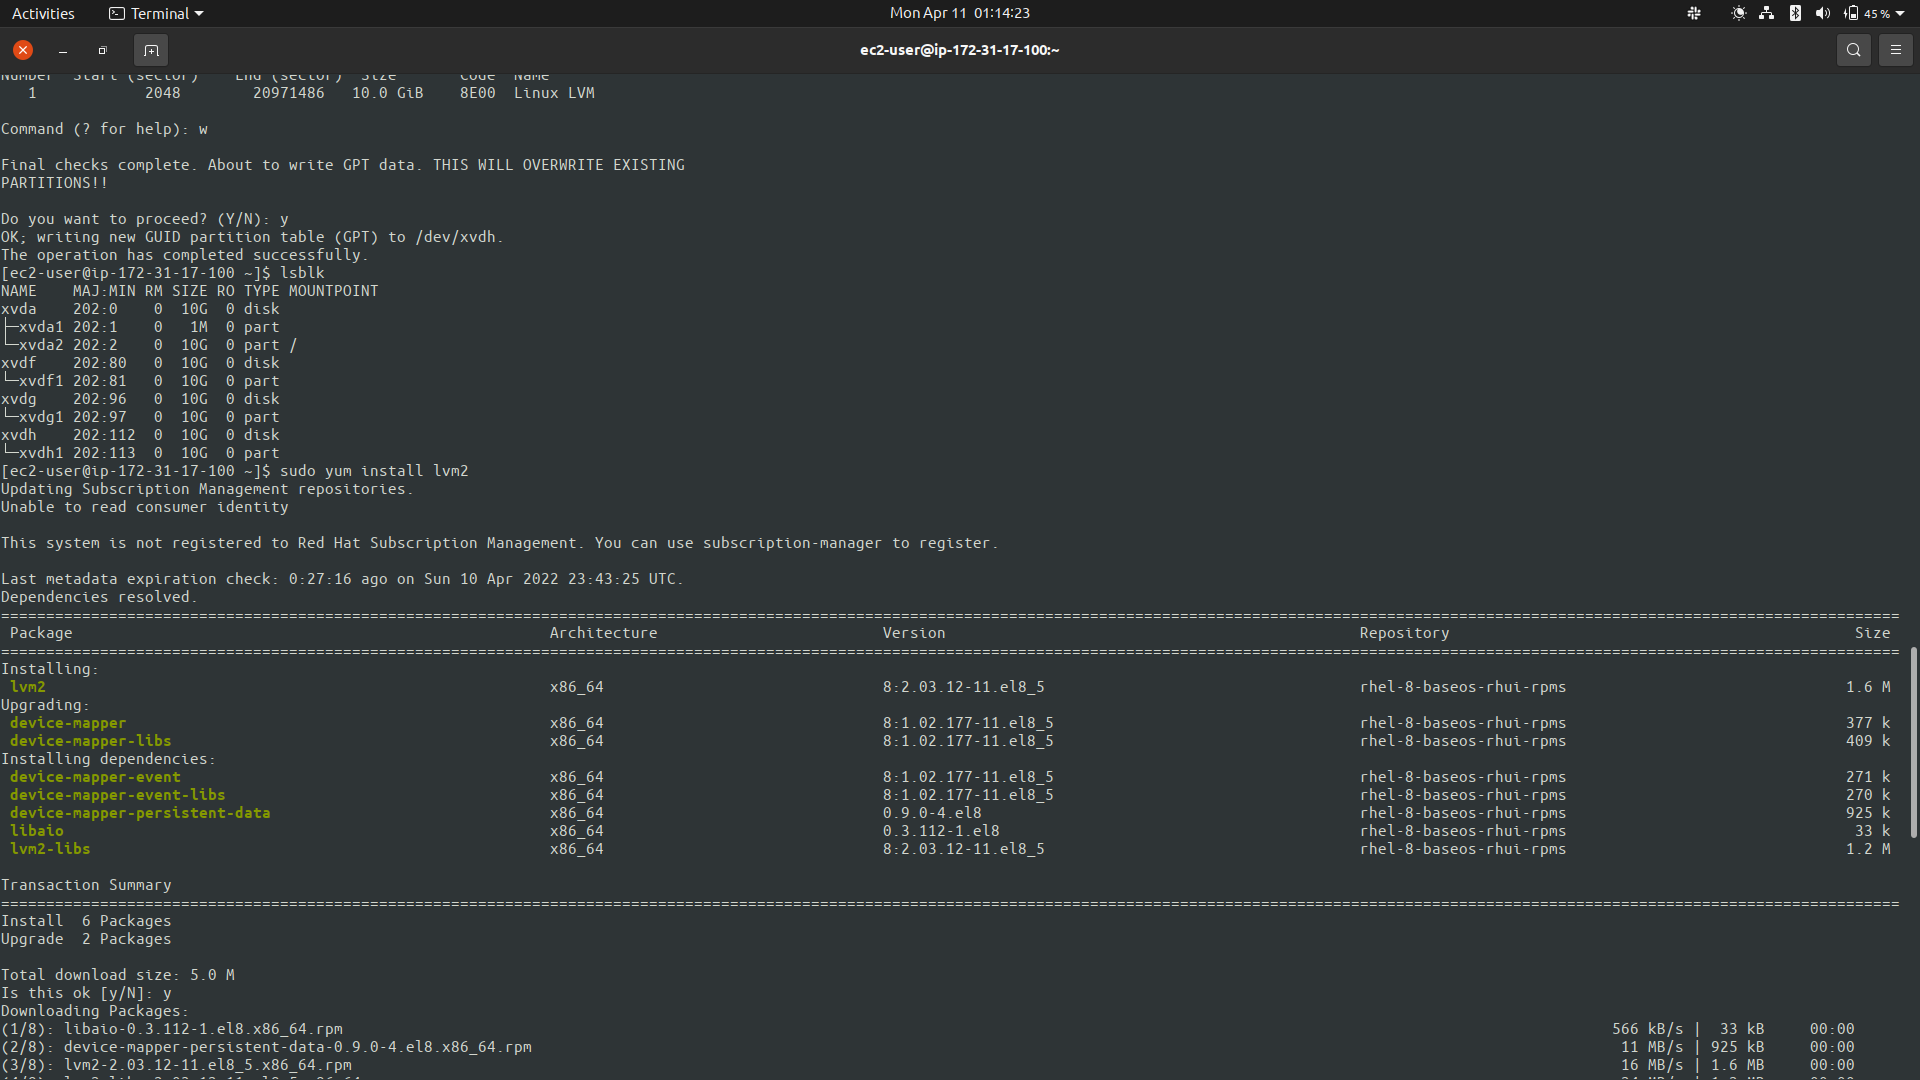 Activities Terminal Mon Apr 11 01:14:23 45 %
ec2-user@ip-172-31-17-100:~
Number Start (sector) End (sector) Size Code Name
1 2048 20971486 10.0 GiB 8E00 Linux LVM
Command (? for help): w
Final checks complete. About to write GPT data. THIS WILL OVERWRITE EXISTING
PARTITIONS!!
Do you want to proceed? (Y/N): y
OK; writing new GUID partition table (GPT) to /dev/xvdh.
The operation has completed successfully.
[ec2-user@ip-172-31-17-100 ~]$ lsblk
NAME MAJ:MIN RM SIZE RO TYPE MOUNTPOINT
xvda 202:0 0 10G 0 disk
├─xvda1 202:1 0 1M 0 part
└─xvda2 202:2 0 10G 0 part /
xvdf 202:80 0 10G 0 disk
└─xvdf1 202:81 0 10G 0 part
xvdg 202:96 0 10G 0 disk
└─xvdg1 202:97 0 10G 0 part
xvdh 202:112 0 10G 0 disk
└─xvdh1 202:113 0 10G 0 part
[ec2-user@ip-172-31-17-100 ~]$ sudo yum install lvm2
Updating Subscription Management repositories.
Unable to read consumer identity
This system is not registered to Red Hat Subscription Management. You can use subscription-manager to register.
Last metadata expiration check: 0:27:16 ago on Sun 10 Apr 2022 23:43:25 UTC.
Dependencies resolved.
Package Architecture Version Repository Size
Installing:
lvm2 x86_64 8:2.03.12-11.el8_5 rhel-8-baseos-rhui-rpms 1.6 M
Upgrading:
device-mapper x86_64 8:1.02.177-11.el8_5 rhel-8-baseos-rhui-rpms 377 k
device-mapper-libs x86_64 8:1.02.177-11.el8_5 rhel-8-baseos-rhui-rpms 409 k
Installing dependencies:
device-mapper-event x86_64 8:1.02.177-11.el8_5 rhel-8-baseos-rhui-rpms 271 k
device-mapper-event-libs x86_64 8:1.02.177-11.el8_5 rhel-8-baseos-rhui-rpms 270 k
device-mapper-persistent-data x86_64 0.9.0-4.el8 rhel-8-baseos-rhui-rpms 925 k
libaio x86_64 0.3.112-1.el8 rhel-8-baseos-rhui-rpms 33 k
lvm2-libs x86_64 8:2.03.12-11.el8_5 rhel-8-baseos-rhui-rpms 1.2 M
Transaction Summary
Install 6 Packages
Upgrade 2 Packages
Total download size: 5.0 M
Is this ok [y/N]: y
Downloading Packages:
(1/8): libaio-0.3.112-1.el8.x86_64.rpm 566 kB/s | 33 kB 00:00
(2/8): device-mapper-persistent-data-0.9.0-4.el8.x86_64.rpm 11 MB/s | 925 kB 00:00
(3/8): lvm2-2.03.12-11.el8_5.x86_64.rpm 16 MB/s | 1.6 MB 00:00